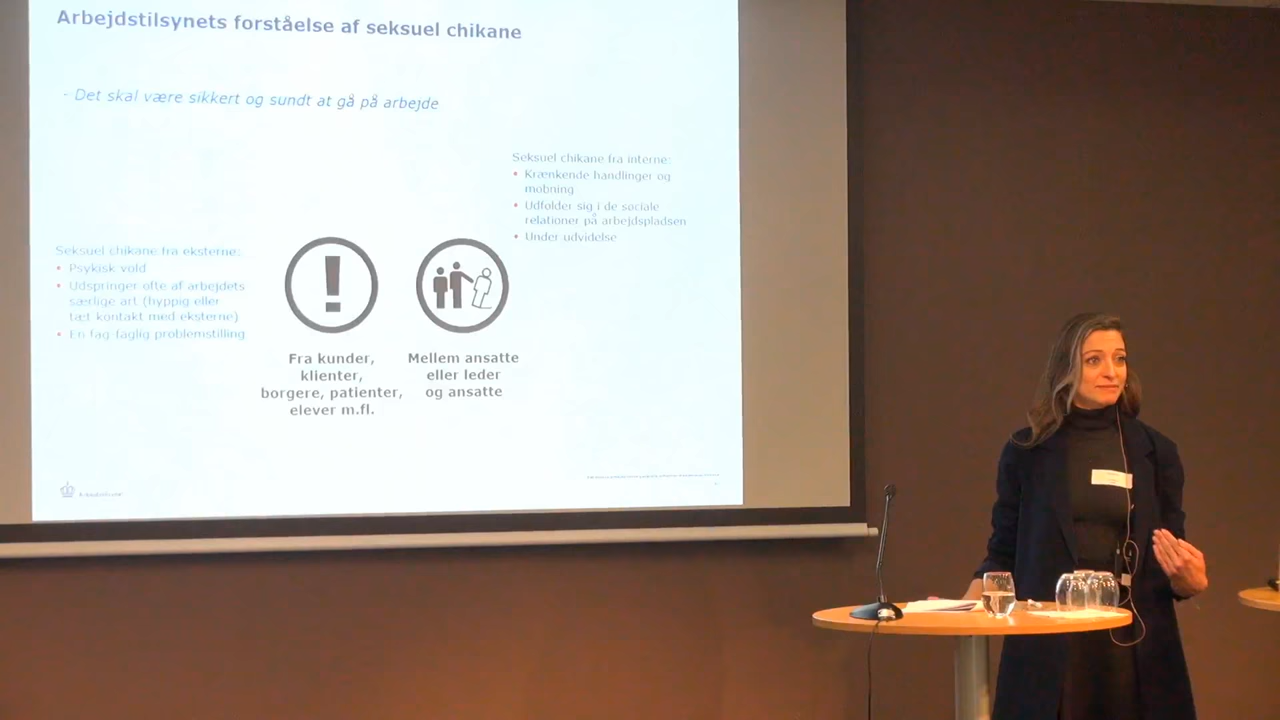 Arbejdstilsynets forståelse af seksuel chikane
- Det skal være sikkert og sundt at gå på arbejde
Seksuel chikane fra interne:
• Krænkende handlinger og
mobning
• Udfolder sig i de sociale
relationer på arbejdspladsen
• Under udvidelse
Seksuel chikane fra eksterne:
• Psykisk vold
• Udspringer ofte af arbejdets
særlige art (hyppig eller
tæt kontakt med eksterne)
• En fag-faglig problemstilling
!
Fra kunder,
klienter,
borgere, patienter,
elever m.fl.
Mellem ansatte
eller leder
og ansatte
Arbejdstilsynet